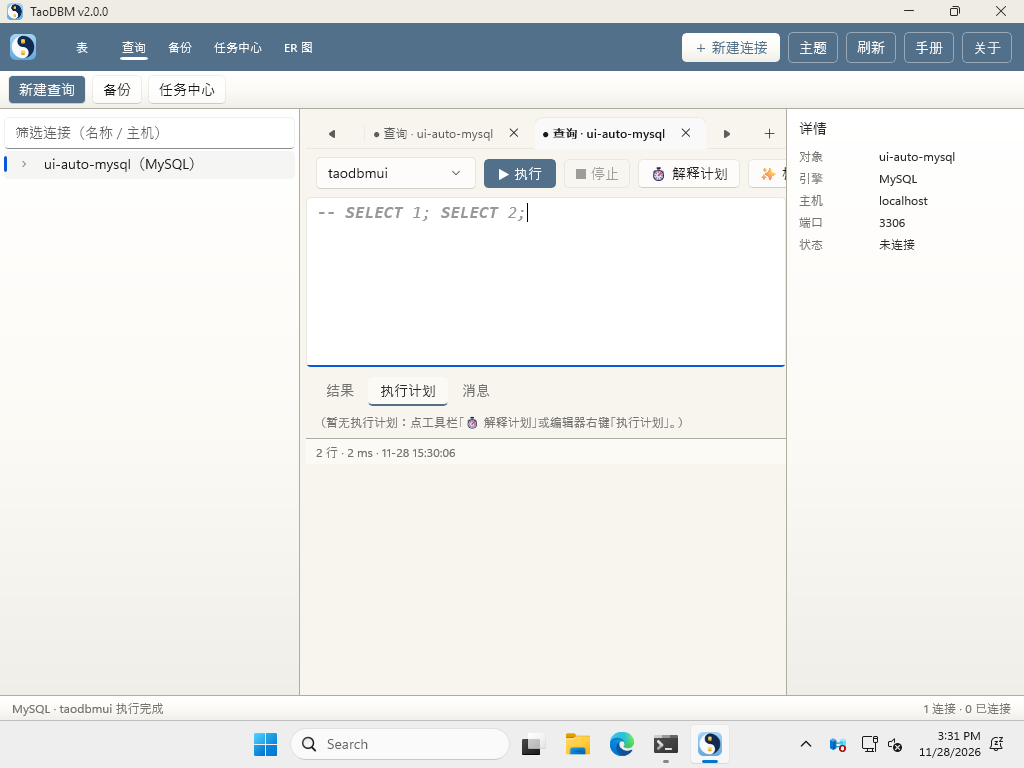 TaoDBM v2.0.0
表 查询 备份 任务中心 ER 图 + 新建连接 主题 刷新 手册 关于
新建查询 备份 任务中心
筛选连接（名称 / 主机）
ui-auto-mysql（MySQL）
● 查询 · ui-auto-mysql
● 查询 · ui-auto-mysql
taodbmui 执行 停止 解释计划
-- SELECT 1; SELECT 2;
结果 执行计划 消息
（暂无执行计划：点工具栏「 解释计划」或编辑器右键「执行计划」。）
2 行 · 2 ms · 11-28 15:30:06
详情
对象 ui-auto-mysql
引擎 MySQL
主机 localhost
端口 3306
状态 未连接
MySQL · taodbmui 执行完成
1 连接 · 0 已连接
Search
3:31 PM
11/28/2026